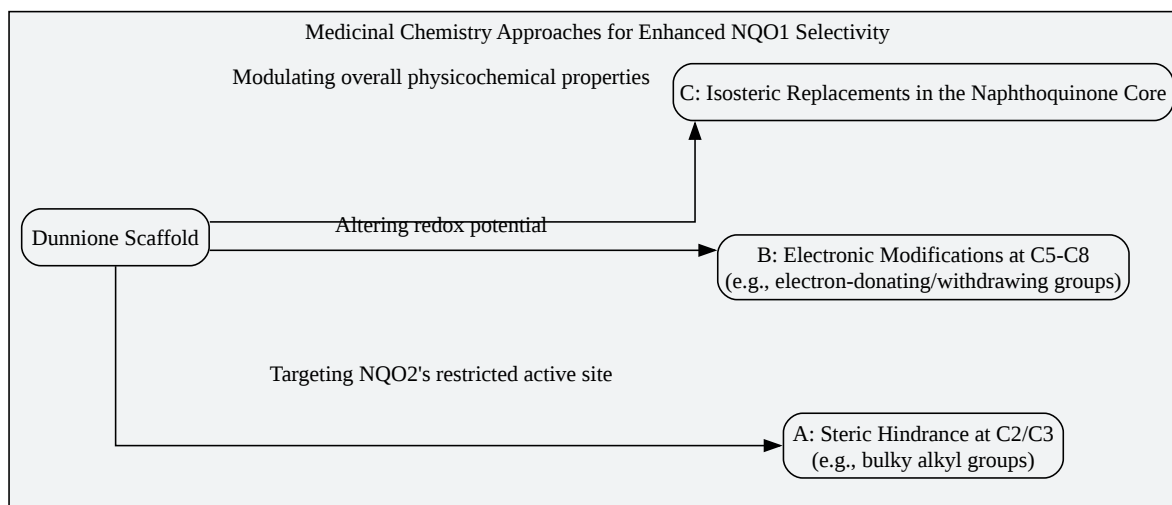 Medicinal Chemistry Approaches for Enhanced NQO1 Selectivity
Modulating overall physicochemical properties
C: Isosteric Replacements in the Naphthoquinone Core
Dunnione Scaffold
Altering redox potential
B: Electronic Modifications at C5-C8
(e.g., electron-donating/withdrawing groups)
Targeting NQO2's restricted active site
A: Steric Hindrance at C2/C3
(e.g., bulky alkyl groups)